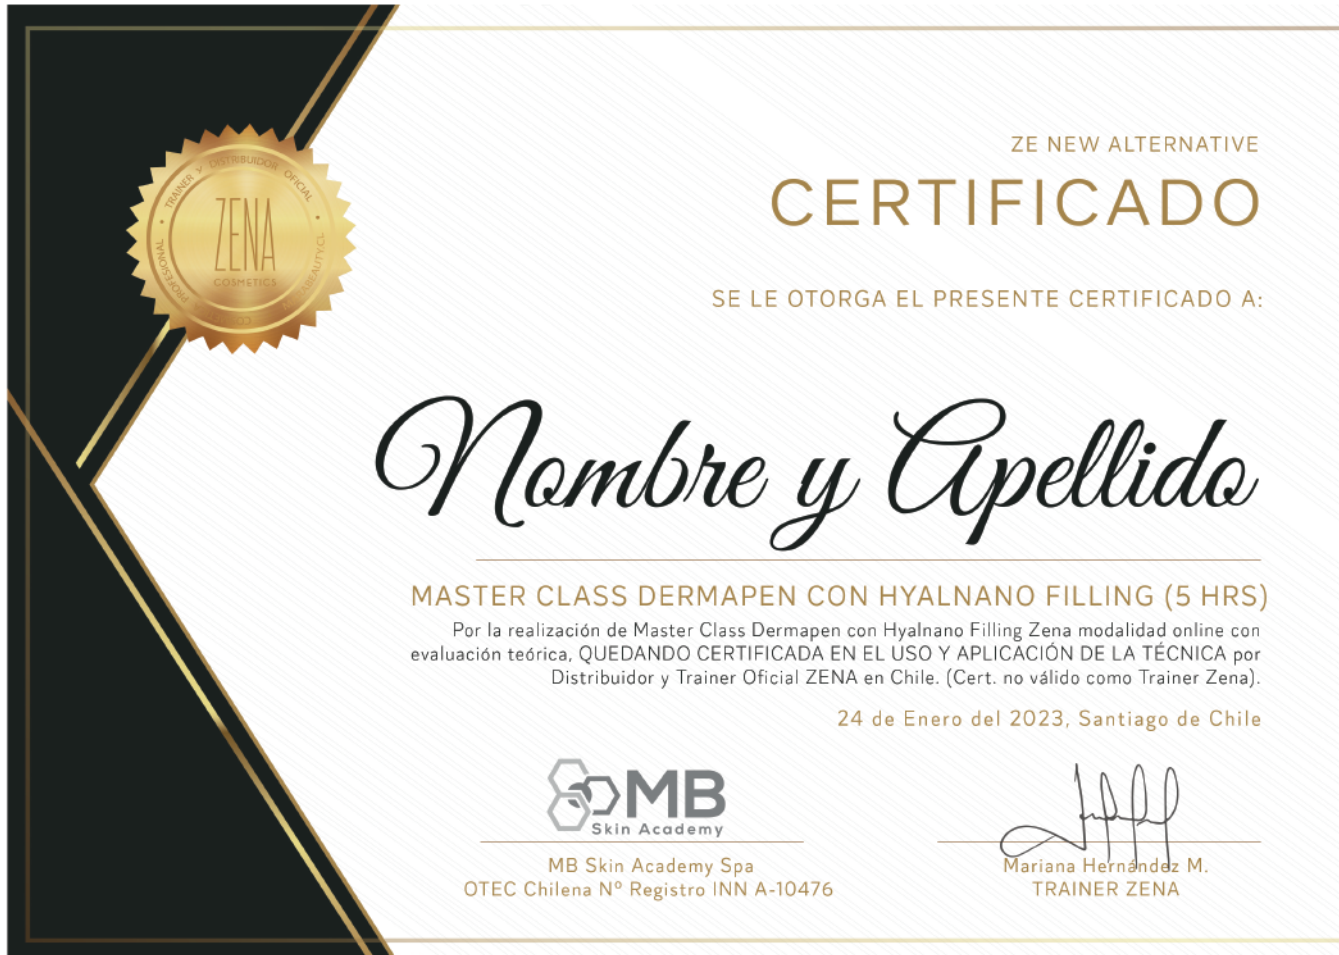 TRAINER Y DISTRIBUIDOR OFICIAL
PROFESIONAL
ZENA
COSMETICS
ZE NEW ALTERNATIVE
CERTIFICADO
SE LE OTORGA EL PRESENTE CERTIFICADO A:
Nombre y Apellido
MASTER CLASS DERMAPEN CON HYALNANO FILLING (5 HRS)
Por la realización de Master Class Dermapen con Hyalnano Filling Zena modalidad online con
evaluación teórica, QUEDANDO CERTIFICADA EN EL USO Y APLICACIÓN DE LA TÉCNICA por
Distribuidor y Trainer Oficial ZENA en Chile. (Cert. no válido como Trainer Zena).
24 de Enero del 2023, Santiago de Chile
MB
Skin Academy
MB Skin Academy Spa
OTEC Chilena Nº Registro INN A-10476
Mariana Hernández M.
TRAINER ZENA